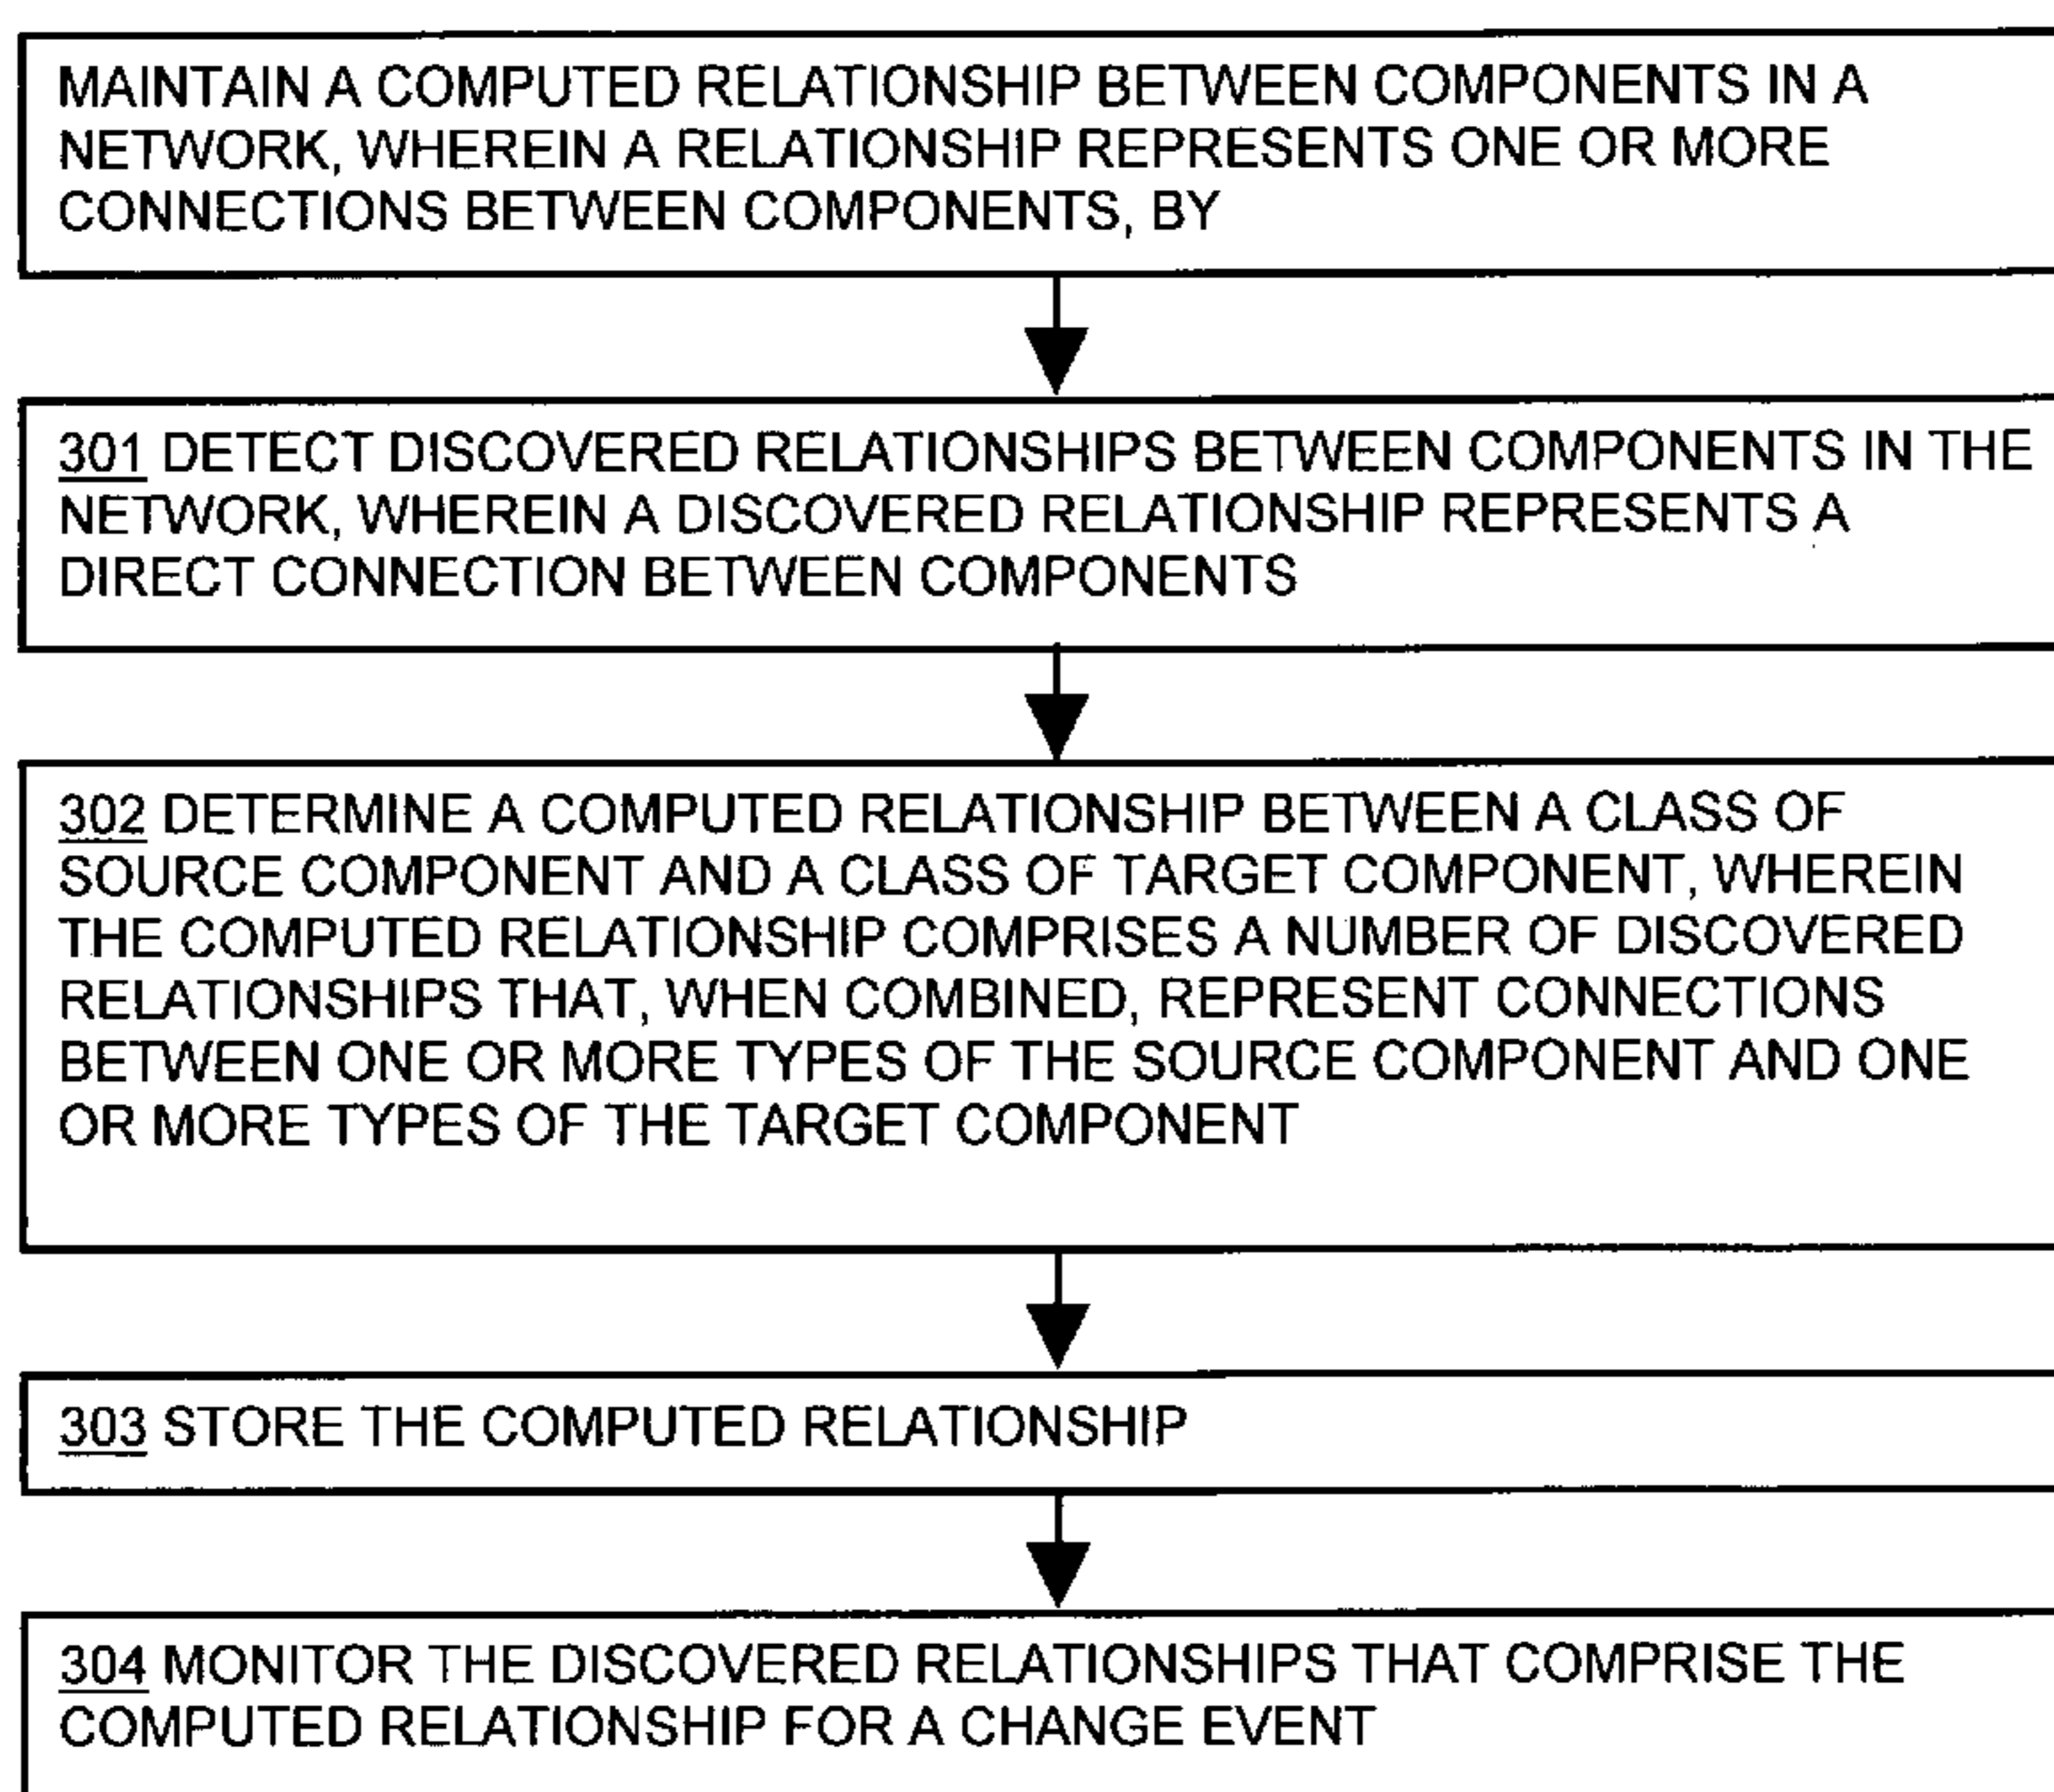 MAINTAIN A COMPUTED RELATIONSHIP BETWEEN COMPONENTS IN A
NETWORK, WHEREIN A RELATIONSHIP REPRESENTS ONE OR MORE
CONNECTIONS BETWEEN COMPONENTS, BY
301 DETECT DISCOVERED RELATIONSHIPS BETWEEN COMPONENTS IN THE
NETWORK, WHEREIN A DISCOVERED RELATIONSHIP REPRESENTS A
DIRECT CONNECTION BETWEEN COMPONENTS
302 DETERMINE A COMPUTED RELATIONSHIP BETWEEN A CLASS OF
SOURCE COMPONENT AND A CLASS OF TARGET COMPONENT, WHEREIN
THE COMPUTED RELATIONSHIP COMPRISES A NUMBER OF DISCOVERED
RELATIONSHIPS THAT, WHEN COMBINED, REPRESENT CONNECTIONS
BETWEEN ONE OR MORE TYPES OF THE SOURCE COMPONENT AND ONE
OR MORE TYPES OF THE TARGET COMPONENT
303 STORE THE COMPUTED RELATIONSHIP
304 MONITOR THE DISCOVERED RELATIONSHIPS THAT COMPRISE THE
COMPUTED RELATIONSHIP FOR A CHANGE EVENT